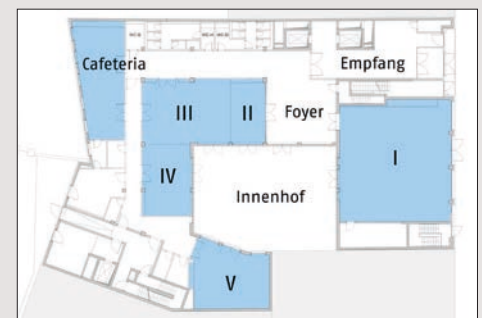 Cafeteria
Empfang
III
II
Foyer
I
IV
Innenhof
V